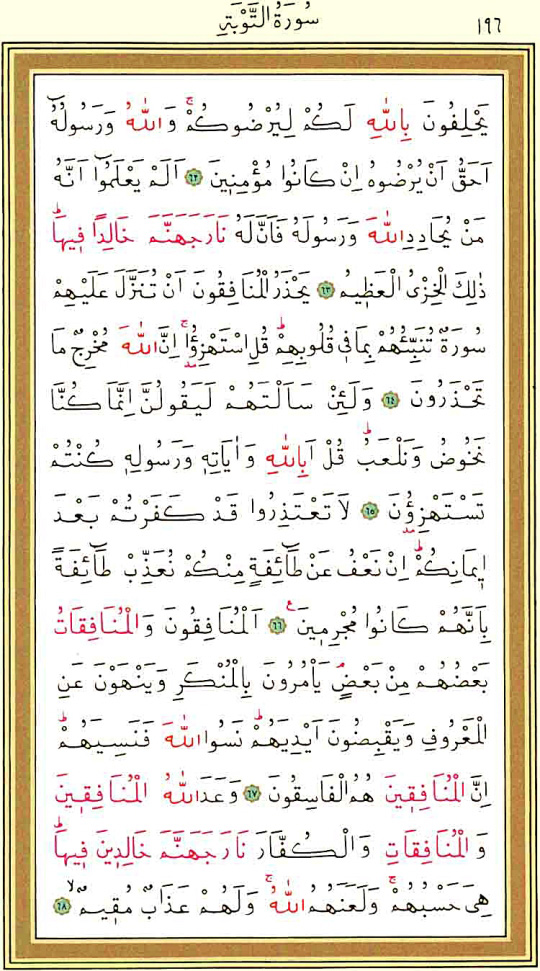 ١٩٦
سُورَةُ التَّوْبَةِ
يَحْلِفُونَ بِاللّٰهِ لَكُمْ لِيُرْضُوكُمْۚ وَاللّٰهُ وَرَسُولُهُٓ
اَحَقُّ اَنْ يُرْضُوهُ اِنْ كَانُوا مُؤْمِنٖينَ ﴿٦٢﴾ اَلَمْ يَعْلَمُٓوا اَنَّهُ
مَنْ يُحَادِدِ اللّٰهَ وَرَسُولَهُ فَاَنَّ لَهُ نَارَ جَهَنَّمَ خَالِدًا فٖيهَاۜ
ذٰلِكَ الْخِزْىُ الْعَظٖيمُ ﴿٦٣﴾ يَحْذَرُ الْمُنَافِقُونَ اَنْ تُنَزَّلَ عَلَيْهِمْ
سُورَةٌ تُنَبِّئُهُمْ بِمَا فٖى قُلُوبِهِمْۜ قُلِ اسْتَهْزِؤُ۫اۚ اِنَّ اللّٰهَ مُخْرِجٌ مَا
تَحْذَرُونَ ﴿٦٤﴾ وَلَئِنْ سَاَلْتَهُمْ لَيَقُولُنَّ اِنَّمَا كُنَّا
نَخُوضُ وَنَلْعَبُۜ قُلْ اَبِاللّٰهِ وَاٰيَاتِهٖ وَرَسُولِهٖ كُنْتُمْ
تَسْتَهْزِؤُ۫نَ ﴿٦٥﴾ لَا تَعْتَذِرُوا قَدْ كَفَرْتُمْ بَعْدَ
اٖيمَانِكُمْۜ اِنْ نَعْفُ عَنْ طَٓائِفَةٍ مِنْكُمْ نُعَذِّبْ طَٓائِفَةً
بِاَنَّهُمْ كَانُوا مُجْرِمٖينَࣖ ﴿٦٦﴾ اَلْمُنَافِقُونَ وَالْمُنَافِقَاتُ
بَعْضُهُمْ مِنْ بَعْضٍۢ يَاْمُرُونَ بِالْمُنْكَرِ وَيَنْهَوْنَ عَنِ
الْمَعْرُوفِ وَيَقْبِضُونَ اَيْدِيَهُمْۜ نَسُوا اللّٰهَ فَنَسِيَهُمْۜ
اِنَّ الْمُنَافِقٖينَ هُمُ الْفَاسِقُونَ ﴿٦٧﴾ وَعَدَ اللّٰهُ الْمُنَافِقٖينَ
وَالْمُنَافِقَاتِ وَالْكُفَّارَ نَارَ جَهَنَّمَ خَالِدٖينَ فٖيهَاۜ
هِىَ حَسْبُهُمْۚ وَلَعَنَهُمُ اللّٰهُۚ وَلَهُمْ عَذَابٌ مُقٖيمٌۙ ﴿٦٨﴾